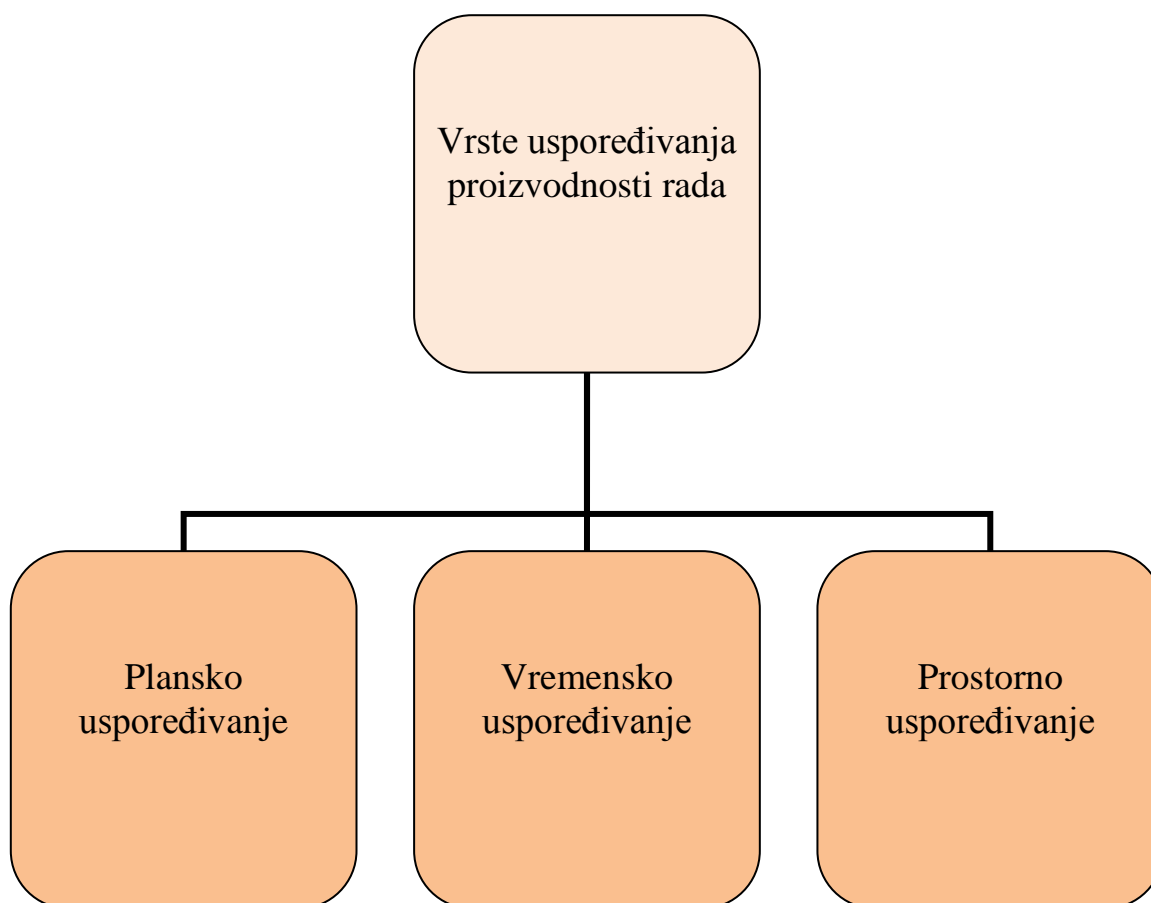 Vrste uspoređivanja
proizvodnosti rada
Plansko
uspoređivanje
Vremensko
uspoređivanje
Prostorno
uspoređivanje